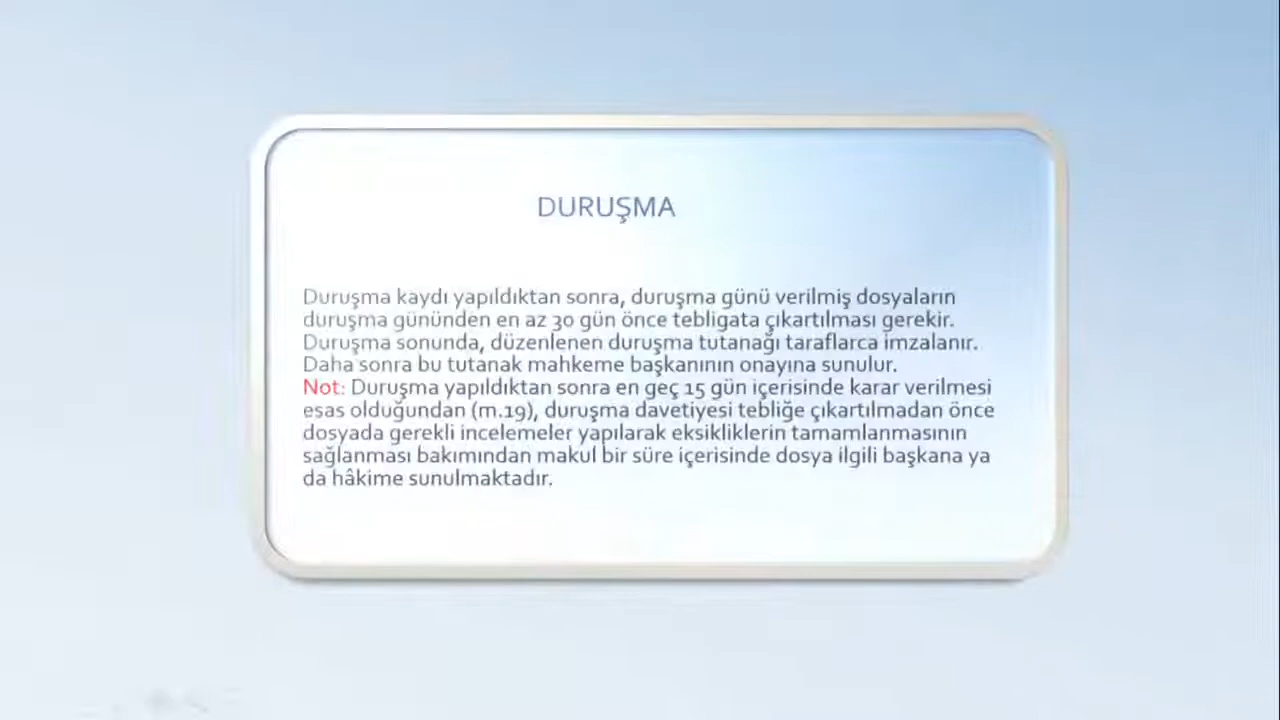 DURUŞMA
Duruşma kaydı yapıldıktan sonra, duruşma günü verilmiş dosyaların
duruşma gününden en az 30 gün önce tebligata çıkartılması gerekir.
Duruşma sonunda, düzenlenen duruşma tutanağı taraflarca imzalanır.
Daha sonra bu tutanak mahkeme başkanının onayına sunulur.
Not: Duruşma yapıldıktan sonra en geç 15 gün içerisinde karar verilmesi
esas olduğundan (m.19), duruşma davetiyesi tebliğe çıkartılmadan önce
dosyada gerekli incelemeler yapılarak eksikliklerin tamamlanmasının
sağlanması bakımından makul bir süre içerisinde dosya ilgili başkana ya
da hâkime sunulmaktadır.